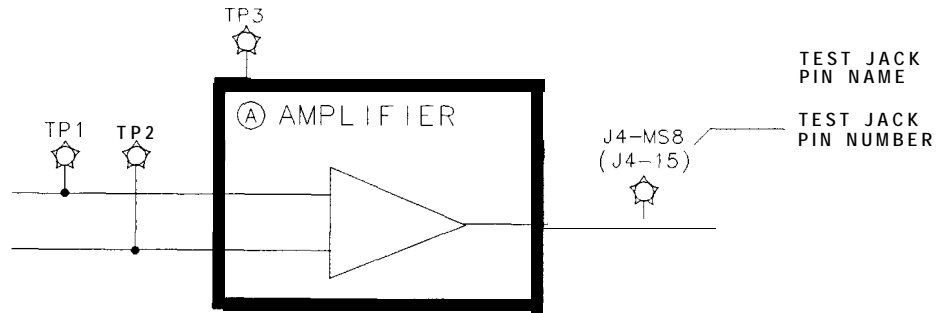 TP3
TEST JACK
PIN NAME
Ⓐ AMPLIFIER
TP1
TP2
J4-MS8
(J4-15)
TEST JACK
PIN NUMBER